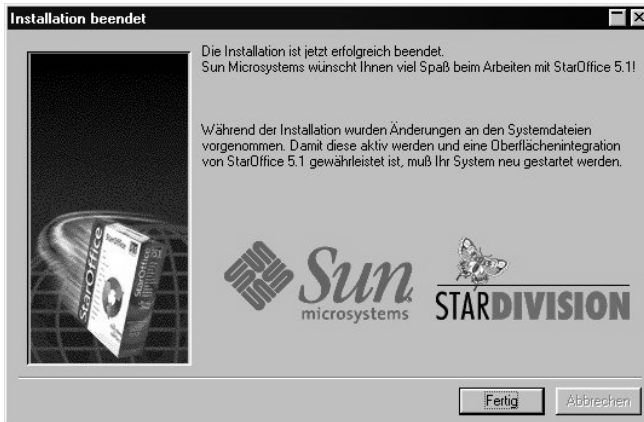 Installation beendet
Die Installation ist jetzt erfolgreich beendet.
Sun Microsystems wünscht Ihnen viel Spaß beim Arbeiten mit StarOffice 5.1!
Während der Installation wurden Änderungen an den Systemdateien
vorgenommen. Damit diese aktiv werden und eine Oberflächenintegration
von StarOffice 5.1 gewährleistet ist, muß Ihr System neu gestartet werden.
StarOffice
StarOffice
Sun
microsystems
STARDIVISION
Fertig
Abbrechen